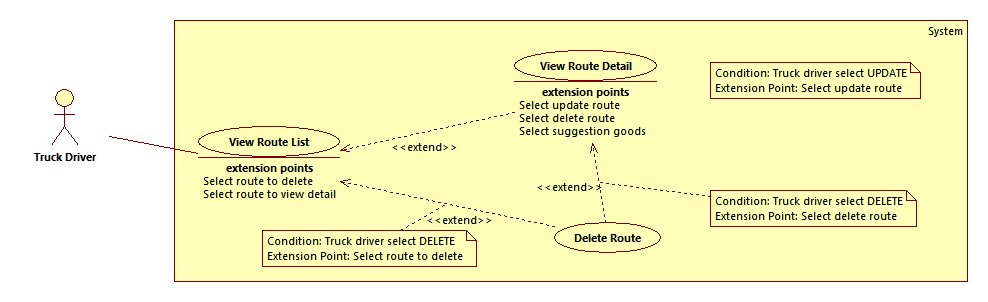 System
View Route Detail
extension points
Select update route
Select delete route
Select suggestion goods
Condition: Truck driver select UPDATE
Extension Point: Select update route
Truck Driver
View Route List
extension points
Select route to delete
Select route to view detail
<<extend>>
<<extend>>
Condition: Truck driver select DELETE
Extension Point: Select delete route
<<extend>>
Delete Route
Condition: Truck driver select DELETE
Extension Point: Select route to delete